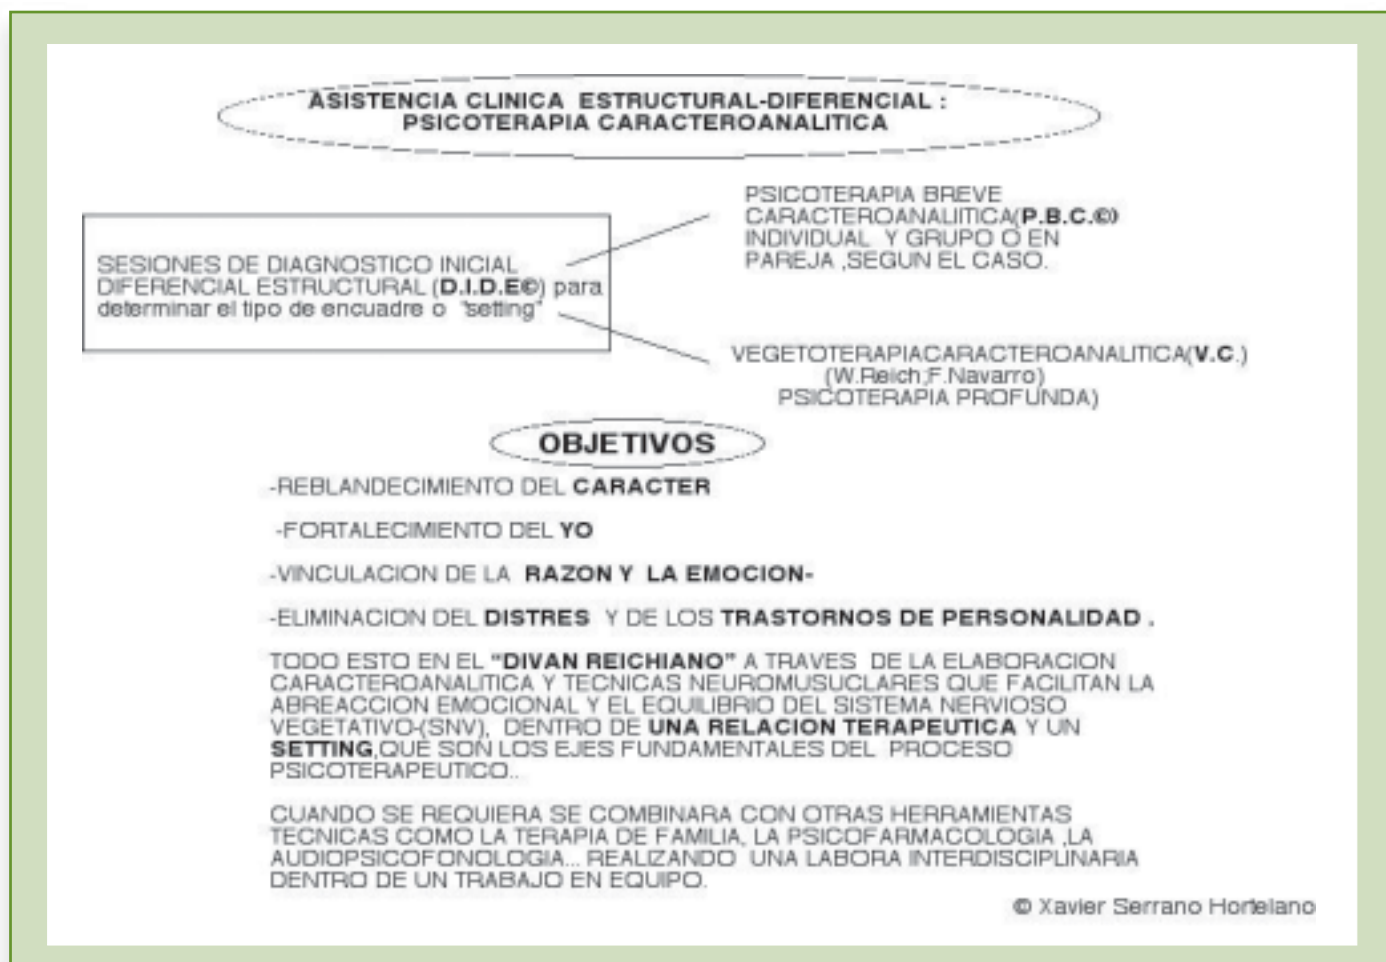 ASISTENCIA CLINICA ESTRUCTURAL-DIFERENCIAL :
PSICOTERAPIA CARACTEROANALITICA
SESIONES DE DIAGNOSTICO INICIAL
DIFERENCIAL ESTRUCTURAL (D.I.D.E©) para
determinar el tipo de encuadre o "setting"
PSICOTERAPIA BREVE
CARACTEROANALIITICA(P.B.C.©)
INDIVIDUAL Y GRUPO O EN
PAREJA ,SEGUN EL CASO.
VEGETOTERAPIACARACTEROANALITICA(V.C.)
(W.Reich;F.Navarro)
PSICOTERAPIA PROFUNDA)
OBJETIVOS
-REBLANDECIMIENTO DEL CARACTER
-FORTALECIMIENTO DEL YO
-VINCULACION DE LA RAZON Y LA EMOCION-
-ELIMINACION DEL DISTRES Y DE LOS TRASTORNOS DE PERSONALIDAD .
TODO ESTO EN EL "DIVAN REICHIANO" A TRAVES DE LA ELABORACION
CARACTEROANALITICA Y TECNICAS NEUROMUSUCLARES QUE FACILITAN LA
ABREACCION EMOCIONAL Y EL EQUILIBRIO DEL SISTEMA NERVIOSO
VEGETATIVO-(SNV), DENTRO DE UNA RELACION TERAPEUTICA Y UN
SETTING,QUE SON LOS EJES FUNDAMENTALES DEL PROCESO
PSICOTERAPEUTICO..
CUANDO SE REQUIERA SE COMBINARA CON OTRAS HERRAMIENTAS
TECNICAS COMO LA TERAPIA DE FAMILIA, LA PSICOFARMACOLOGIA ,LA
AUDIOPSICOFONOLOGIA... REALIZANDO UNA LABORA INTERDISCIPLINARIA
DENTRO DE UN TRABAJO EN EQUIPO.
© Xavier Serrano Hortelano